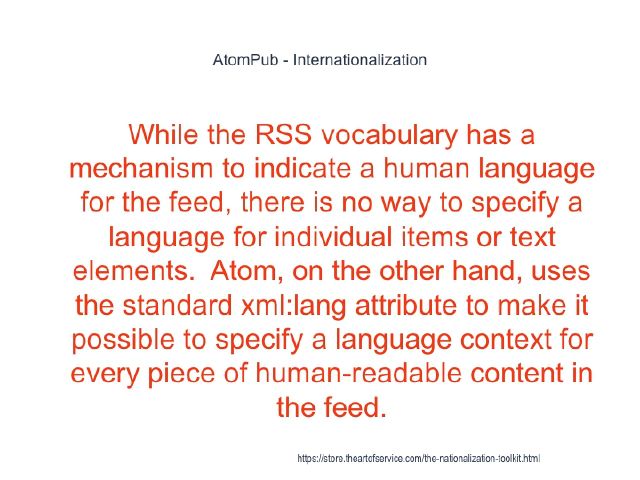 AtomPub - Internationalization
While the RSS vocabulary has a
mechanism to indicate a human language
for the feed, there is no way to specify a
language for individual items or text
elements.  Atom, on the other hand, uses
the standard xml:lang attribute to make it
possible to specify a language context for
every piece of human-readable content in
the feed.
https://store.theartofservice.com/the-nationalization-toolkit.html